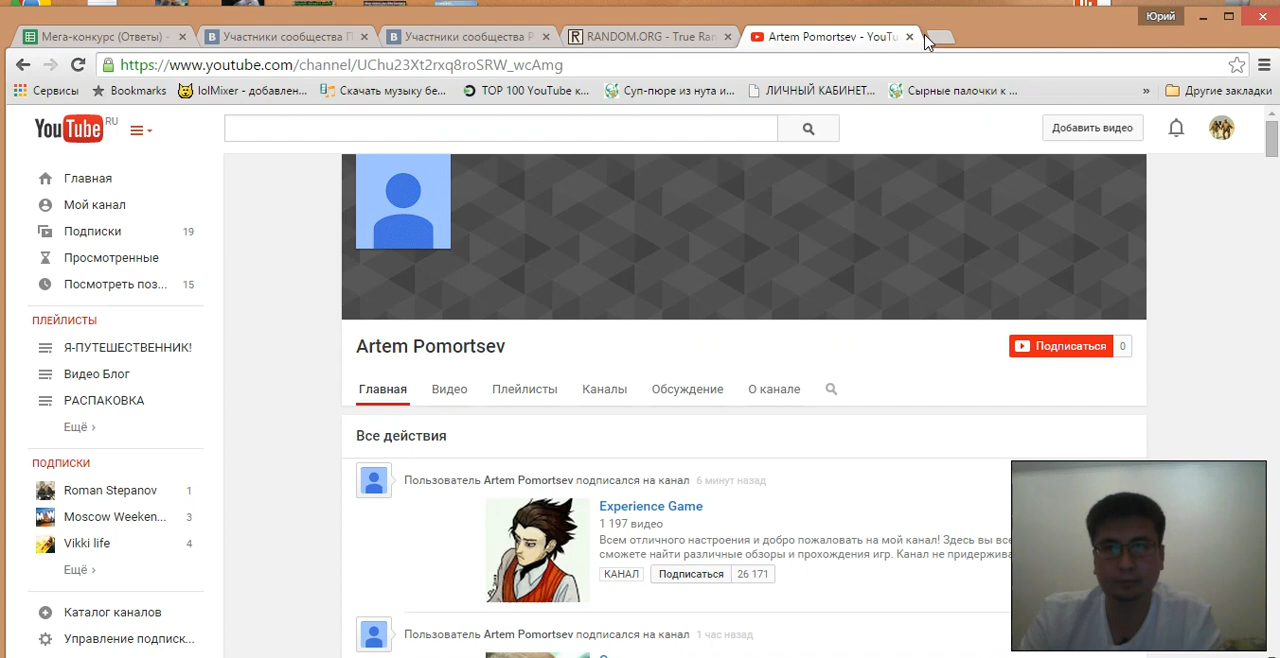 Юрий
Мега-конкурс (Ответы) -
Участники сообщества П
Участники сообщества Р
RANDOM.ORG - True Ran
Artem Pomortsev - YouTu
https://www.youtube.com/channel/UChu23Xt2rxq8roSRW_wcAmg
Сервисы
Bookmarks
lolMixer - добавлен...
Скачать музыку бе...
TOP 100 YouTube к...
Суп-пюре из нута и...
ЛИЧНЫЙ КАБИНЕТ...
Сырные палочки к ...
»
Другие закладки
YouTube RU
Добавить видео
Главная
Мой канал
Подписки 19
Просмотренные
Посмотреть поз... 15
ПЛЕЙЛИСТЫ
Я-ПУТЕШЕСТВЕННИК!
Видео Блог
РАСПАКОВКА
Ещё ›
ПОДПИСКИ
Roman Stepanov 1
Moscow Weeken... 3
Vikki life 4
Ещё ›
Каталог каналов
Управление подписк...
Artem Pomortsev
Подписаться 0
Главная Видео Плейлисты Каналы Обсуждение О канале
Все действия
Пользователь Artem Pomortsev подписался на канал 6 минут назад
Experience Game
1 197 видео
Всем отличного настроения и добро пожаловать на мой канал! Здесь вы все
сможете найти различные обзоры и прохождения игр. Канал не придержива
КАНАЛ Подписаться 26 171
Пользователь Artem Pomortsev подписался на канал 1 час назад